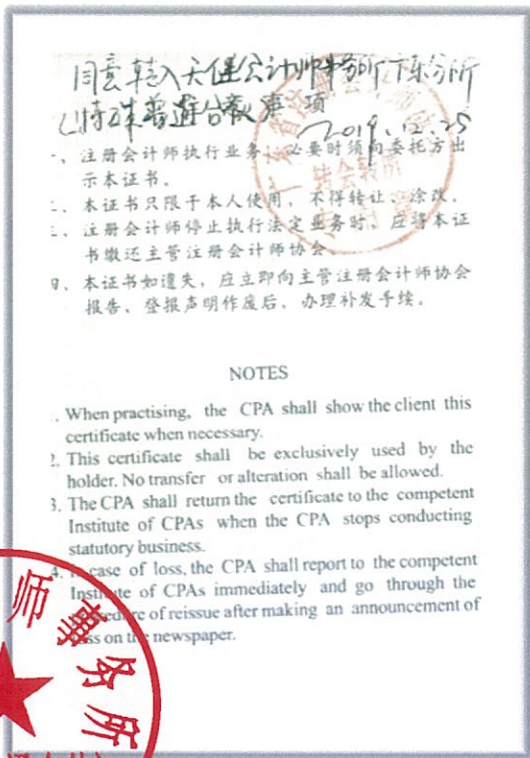 同意转入天健会计师事务所广东分所
(特殊普通合伙) 事 项
2019.12.25
一、注册会计师执行业务,必要时须向委托方出
示本证书。
二、本证书只限于本人使用,不得转让、涂改。
三、注册会计师停止执行法定业务时,应将本证
书缴还主管注册会计师协会。
四、本证书如遗失,应立即向主管注册会计师协会
报告,登报声明作废后,办理补发手续。
NOTES
. When practising, the CPA shall show the client this
certificate when necessary.
2. This certificate shall be exclusively used by the
holder. No transfer or alteration shall be allowed.
3. The CPA shall return the certificate to the competent
Institute of CPAs when the CPA stops conducting
statutory business.
4. case of loss, the CPA shall report to the competent
Institute of CPAs immediately and go through the
of reissue after making an announcement of
on the newspaper.
师事务所